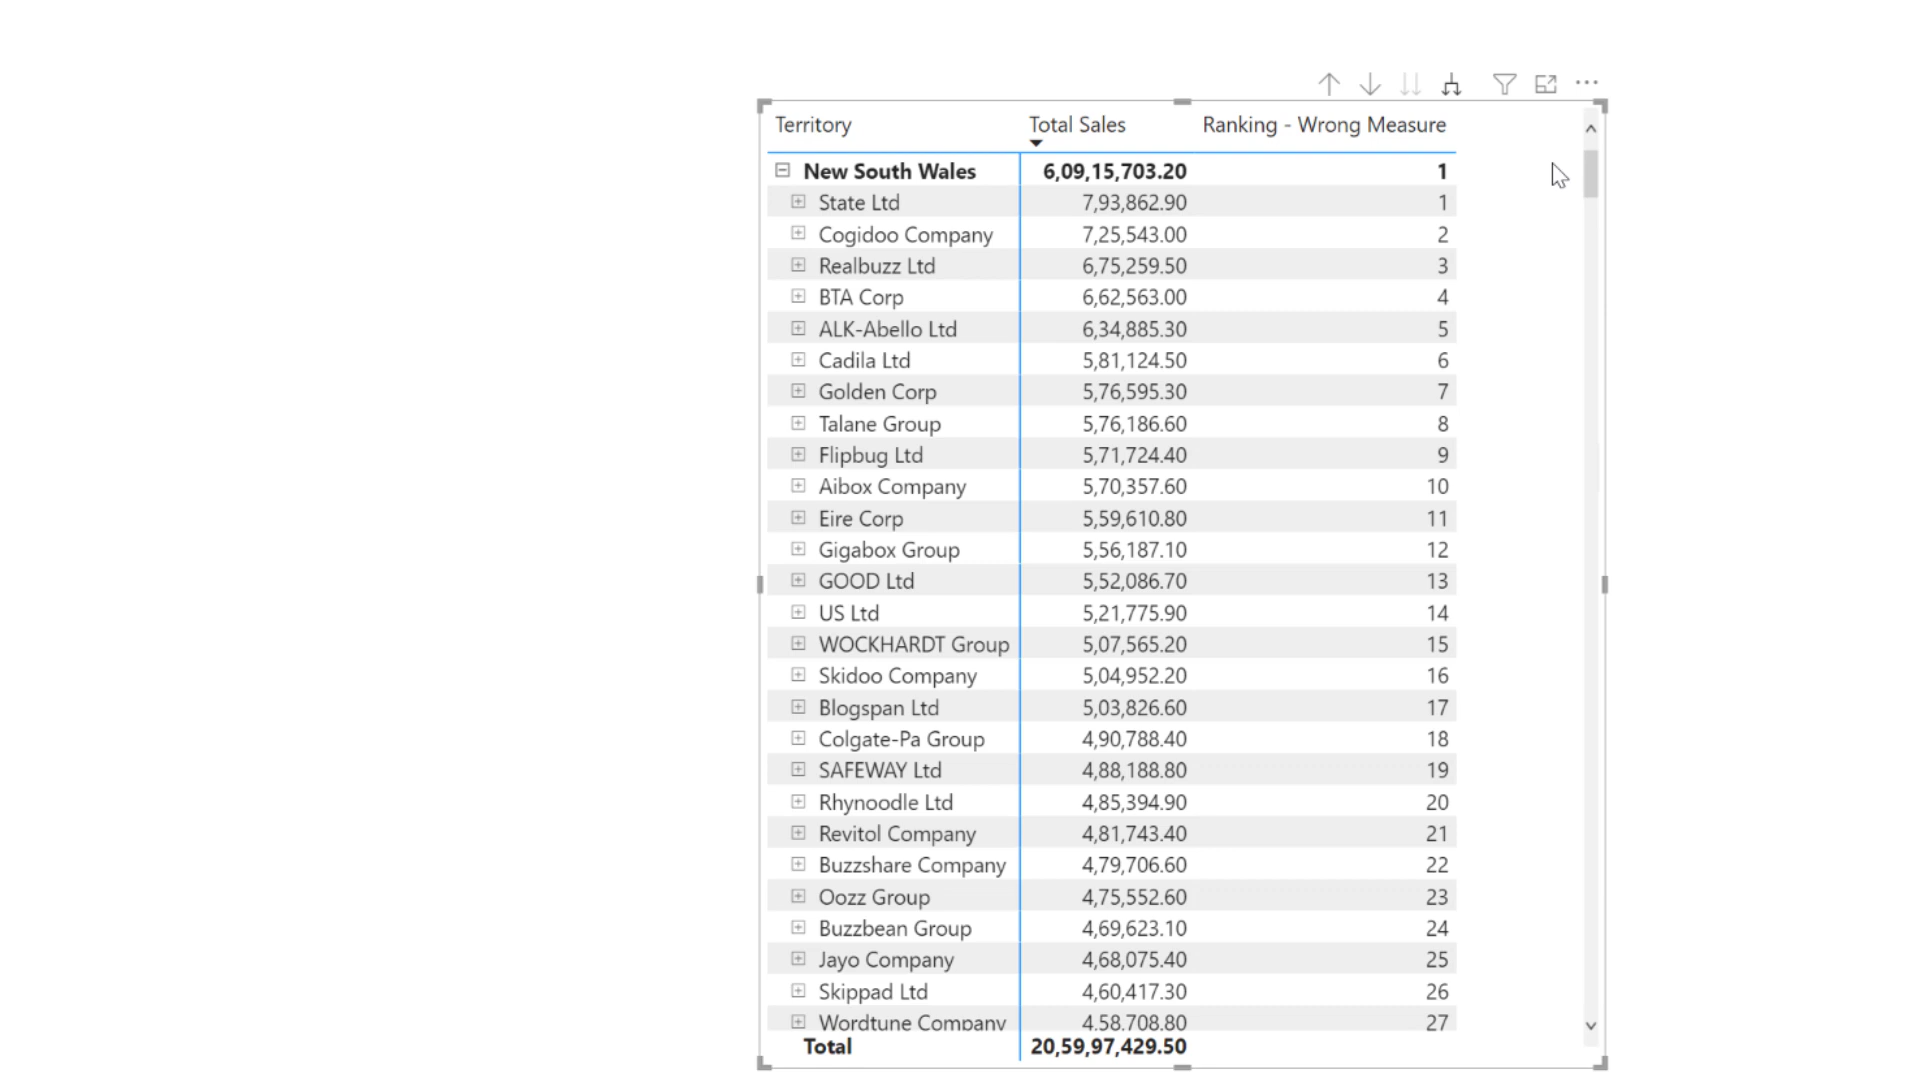 Territory Total Sales Ranking - Wrong Measure
New South Wales 6,09,15,703.20 1
State Ltd 7,93,862.90 1
Cogidoo Company 7,25,543.00 2
Realbuzz Ltd 6,75,259.50 3
BTA Corp 6,62,563.00 4
ALK-Abello Ltd 6,34,885.30 5
Cadila Ltd 5,81,124.50 6
Golden Corp 5,76,595.30 7
Talane Group 5,76,186.60 8
Flipbug Ltd 5,71,724.40 9
Aibox Company 5,70,357.60 10
Eire Corp 5,59,610.80 11
Gigabox Group 5,56,187.10 12
GOOD Ltd 5,52,086.70 13
US Ltd 5,21,775.90 14
WOCKHARDT Group 5,07,565.20 15
Skidoo Company 5,04,952.20 16
Blogspan Ltd 5,03,826.60 17
Colgate-Pa Group 4,90,788.40 18
SAFEWAY Ltd 4,88,188.80 19
Rhynoodle Ltd 4,85,394.90 20
Revitol Company 4,81,743.40 21
Buzzshare Company 4,79,706.60 22
Oozz Group 4,75,552.60 23
Buzzbean Group 4,69,623.10 24
Jayo Company 4,68,075.40 25
Skippad Ltd 4,60,417.30 26
Wordtune Company 4,58,708.80 27
Total 20,59,97,429.50